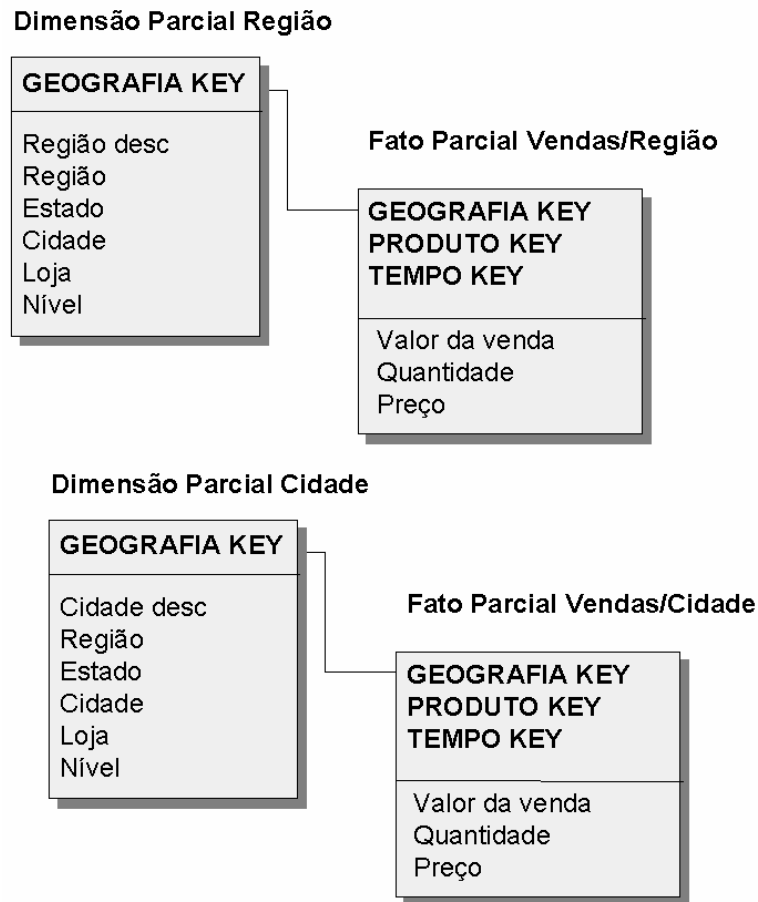 Dimensão Parcial Região
GEOGRAFIA KEY
Região desc
Região
Estado
Cidade
Loja
Nível
Fato Parcial Vendas/Região
GEOGRAFIA KEY
PRODUTO KEY
TEMPO KEY
Valor da venda
Quantidade
Preço
Dimensão Parcial Cidade
GEOGRAFIA KEY
Cidade desc
Região
Estado
Cidade
Loja
Nível
Fato Parcial Vendas/Cidade
GEOGRAFIA KEY
PRODUTO KEY
TEMPO KEY
Valor da venda
Quantidade
Preço